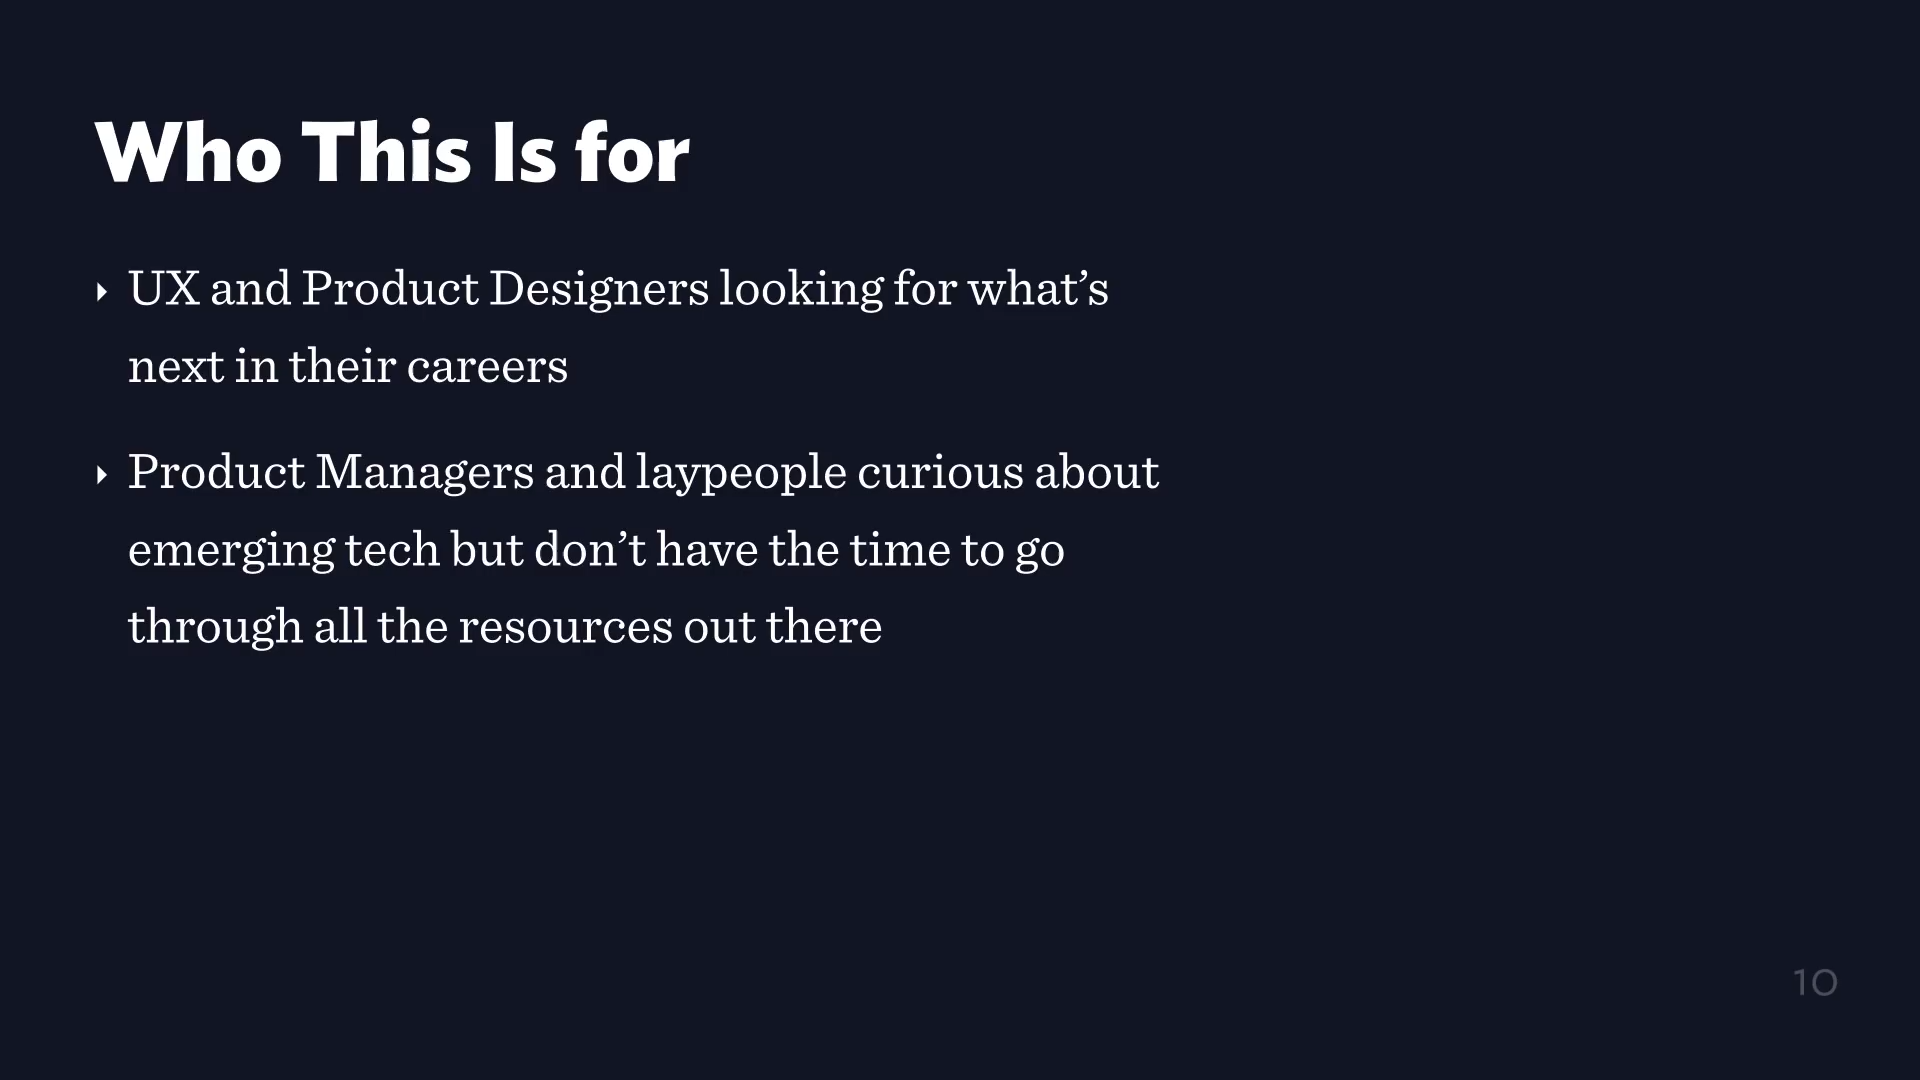 Who This Is for
‣ UX and Product Designers looking for what’s
next in their careers
‣ Product Managers and laypeople curious about
emerging tech but don’t have the time to go
through all the resources out there
10